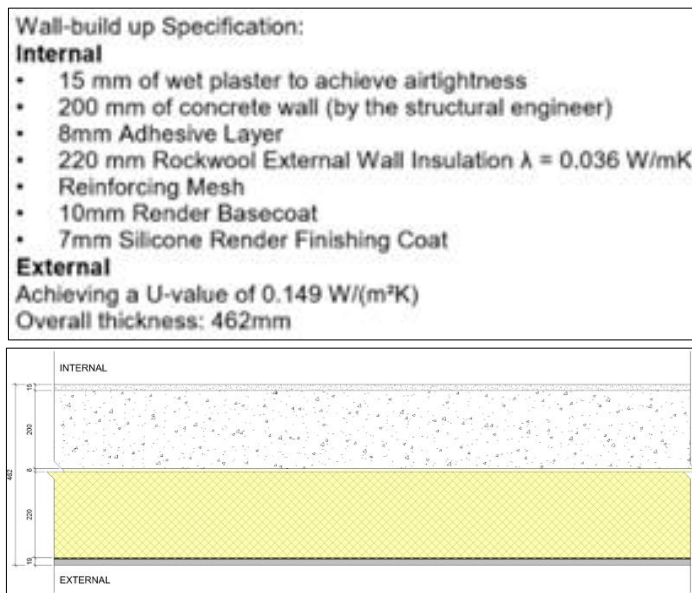 Wall-build up Specification:
Internal
• 15 mm of wet plaster to achieve airtightness
• 200 mm of concrete wall (by the structural engineer)
• 8mm Adhesive Layer
• 220 mm Rockwool External Wall Insulation λ = 0.036 W/mK
• Reinforcing Mesh
• 10mm Render Basecoat
• 7mm Silicone Render Finishing Coat
External
Achieving a U-value of 0.149 W/(m²K)
Overall thickness: 462mm
INTERNAL
15
200
462
220
EXTERNAL